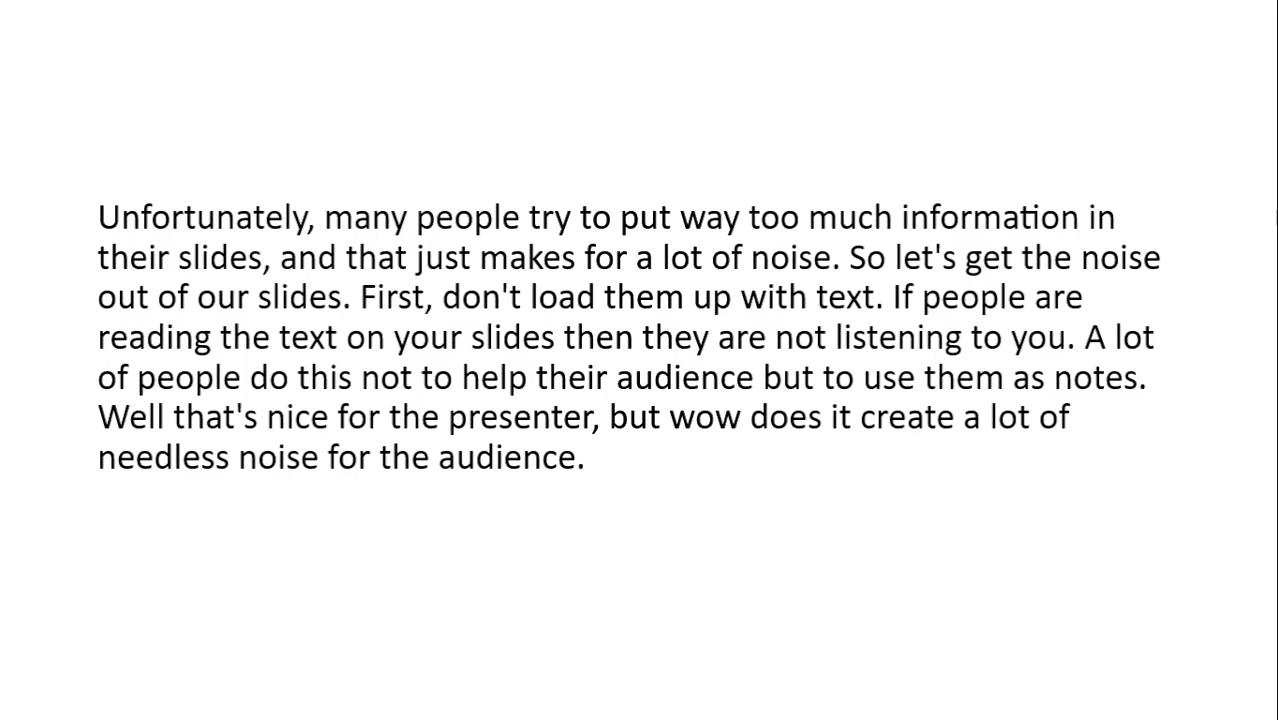 Unfortunately, many people try to put way too much information in
their slides, and that just makes for a lot of noise. So let's get the noise
out of our slides. First, don't load them up with text. If people are
reading the text on your slides then they are not listening to you. A lot
of people do this not to help their audience but to use them as notes.
Well that's nice for the presenter, but wow does it create a lot of
needless noise for the audience.